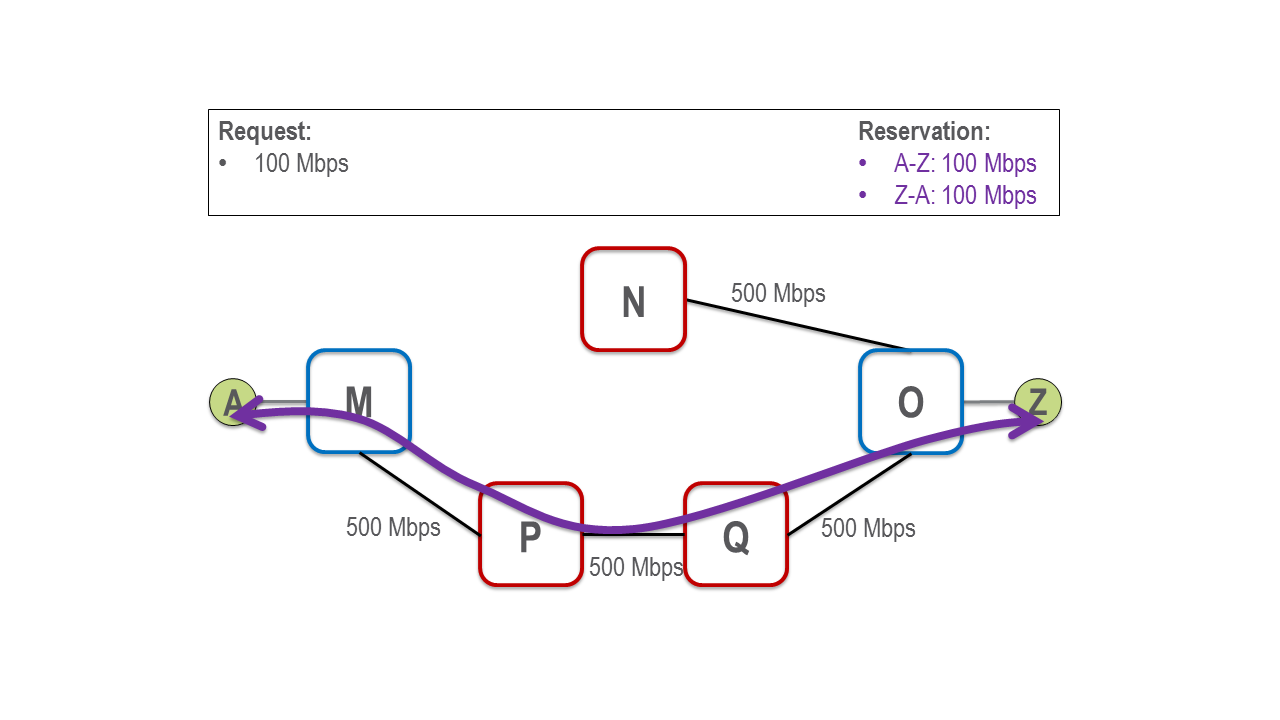 Request:
• 100 Mbps
Reservation:
• A-Z: 100 Mbps
• Z-A: 100 Mbps
N
500 Mbps
A
M
O
Z
500 Mbps
P
Q
500 Mbps
500 Mbps